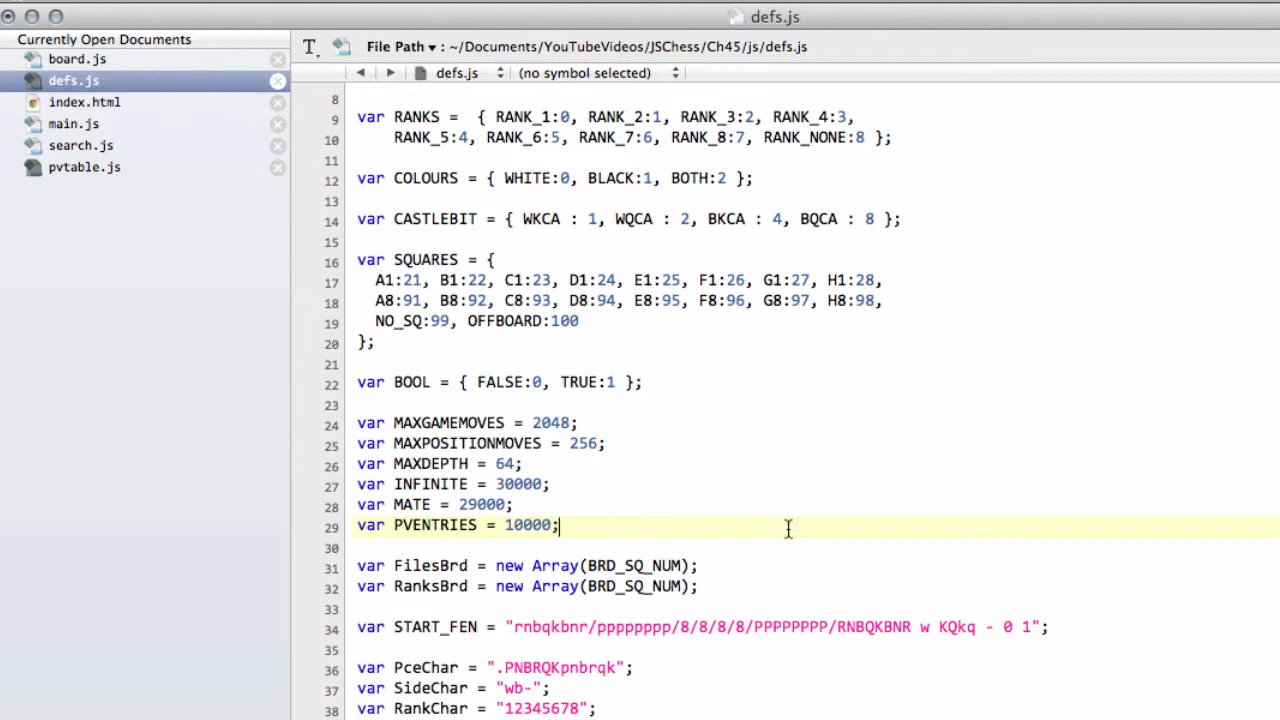 defs.js
Currently Open Documents
board.js
defs.js
index.html
main.js
search.js
pvtable.js
T File Path : ~/Documents/YouTubeVideos/JSChess/Ch45/js/defs.js
defs.js (no symbol selected)
8
9 var RANKS =  { RANK_1:0, RANK_2:1, RANK_3:2, RANK_4:3,
10 RANK_5:4, RANK_6:5, RANK_7:6, RANK_8:7, RANK_NONE:8 };
11
12 var COLOURS = { WHITE:0, BLACK:1, BOTH:2 };
13
14 var CASTLEBIT = { WKCA : 1, WQCA : 2, BKCA : 4, BQCA : 8 };
15
16 var SQUARES = {
17 A1:21, B1:22, C1:23, D1:24, E1:25, F1:26, G1:27, H1:28,
18 A8:91, B8:92, C8:93, D8:94, E8:95, F8:96, G8:97, H8:98,
19 NO_SQ:99, OFFBOARD:100
20 };
21
22 var BOOL = { FALSE:0, TRUE:1 };
23
24 var MAXGAMEMOVES = 2048;
25 var MAXPOSITIONMOVES = 256;
26 var MAXDEPTH = 64;
27 var INFINITE = 30000;
28 var MATE = 29000;
29 var PVENTRIES = 10000;
30
31 var FilesBrd = new Array(BRD_SQ_NUM);
32 var RanksBrd = new Array(BRD_SQ_NUM);
33
34 var START_FEN = "rnbqkbnr/pppppppp/8/8/8/8/PPPPPPPP/RNBQKBNR w KQkq - 0 1";
35
36 var PceChar = ".PNBRQKpnbrqk";
37 var SideChar = "wb-";
38 var RankChar = "12345678";